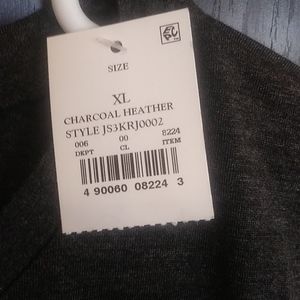 SIZE
XL
CHARCOAL HEATHER
STYLE JS3KRJ0002
006 00 8224
DEPT CL ITEM
4 90060 08224 3